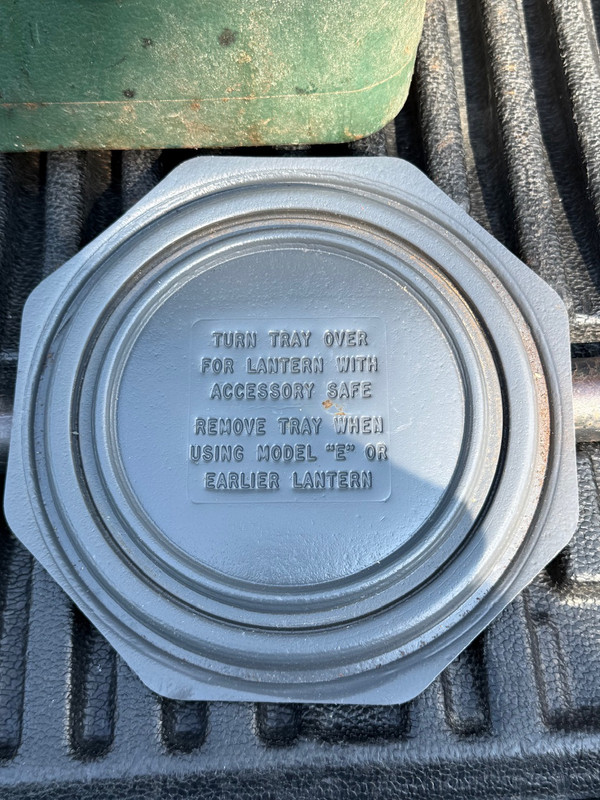 TURN TRAY OVER
FOR LANTERN WITH
ACCESSORY SAFE
REMOVE TRAY WHEN
USING MODEL "E" OR
EARLIER LANTERN